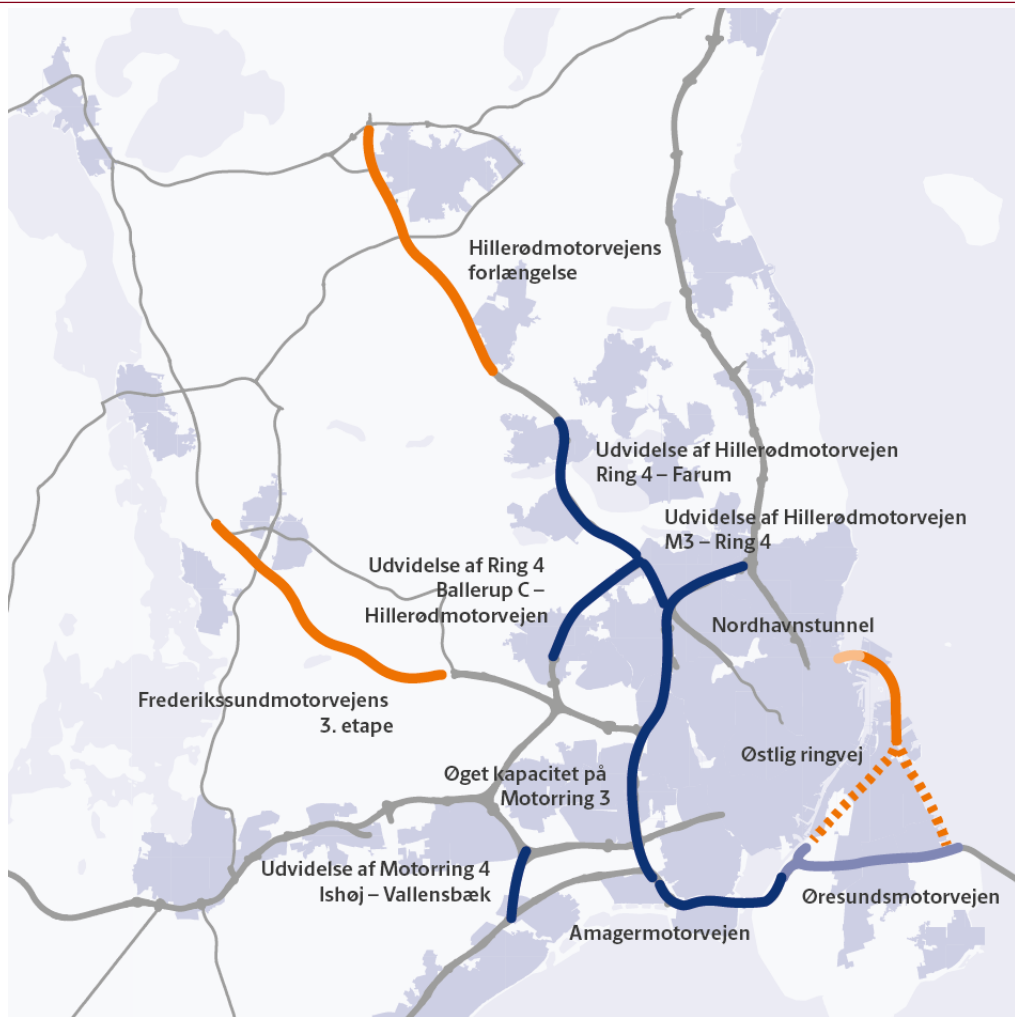 Hillerødmotorvejens
forlængelse
Udvidelse af Hillerødmotorvejen
Ring 4 – Farum
Udvidelse af Hillerødmotorvejen
M3 – Ring 4
Udvidelse af Ring 4
Ballerup C –
Hillerødmotorvejen
Nordhavnstunnel
Frederikssundmotorvejens
3. etape
Østlig ringvej
Øget kapacitet på
Motorring 3
Udvidelse af Motorring 4
Ishøj – Vallensbæk
Øresundsmotorvejen
Amagermotorvejen